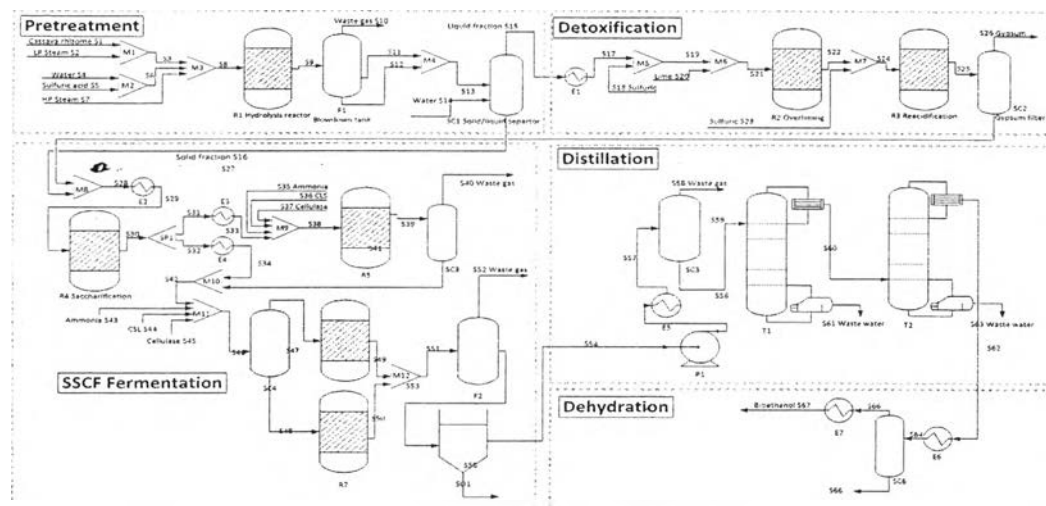 Pretreatment
Cassava rhizome S1
LP Steam S2
M1
S3
Water S4
Sulfuric acid S5
M2
S6
HP Steam S7
M3
S8
R1 Hydrolysis reactor
S9
Waste gas S10
F1
Blowdown tank
S11
S12
M4
S13
Water S14
Liquid fraction S15
SC1 Solid/liquid separtor
Detoxification
E1
S17
S18 Sulfuric
M5
S19
Lime S20
M6
S21
R2 Overliming
S22
Sulfuric S23
M7
S24
R3 Reacidification
S25
S26 Gypsum
SC2
Gypsum filter
Solid fraction S16
S27
M8
S28
E2
S29
R4 Saccharification
S30
SP1
S31
E3
S32
E4
S33
S34
S35 Ammonia
S36 CLS
S37 Cellulase
M9
S38
S41
R5
S39
S40 Waste gas
SC3
S42
M10
Ammonia S43
CSL S44
Cellulase S45
M11
S46
SC4
S47
S48
S49
S50
R7
M12
S53
S51
S52 Waste gas
F2
S54
SSCF Fermentation
Distillation
S58 Waste gas
S57
SC5
S56
E5
P1
S59
T1
S60
S61 Waste water
T2
S63 Waste water
S62
Dehydration
Bioethanol S67
E7
S66
S64
E6
SC6
S66